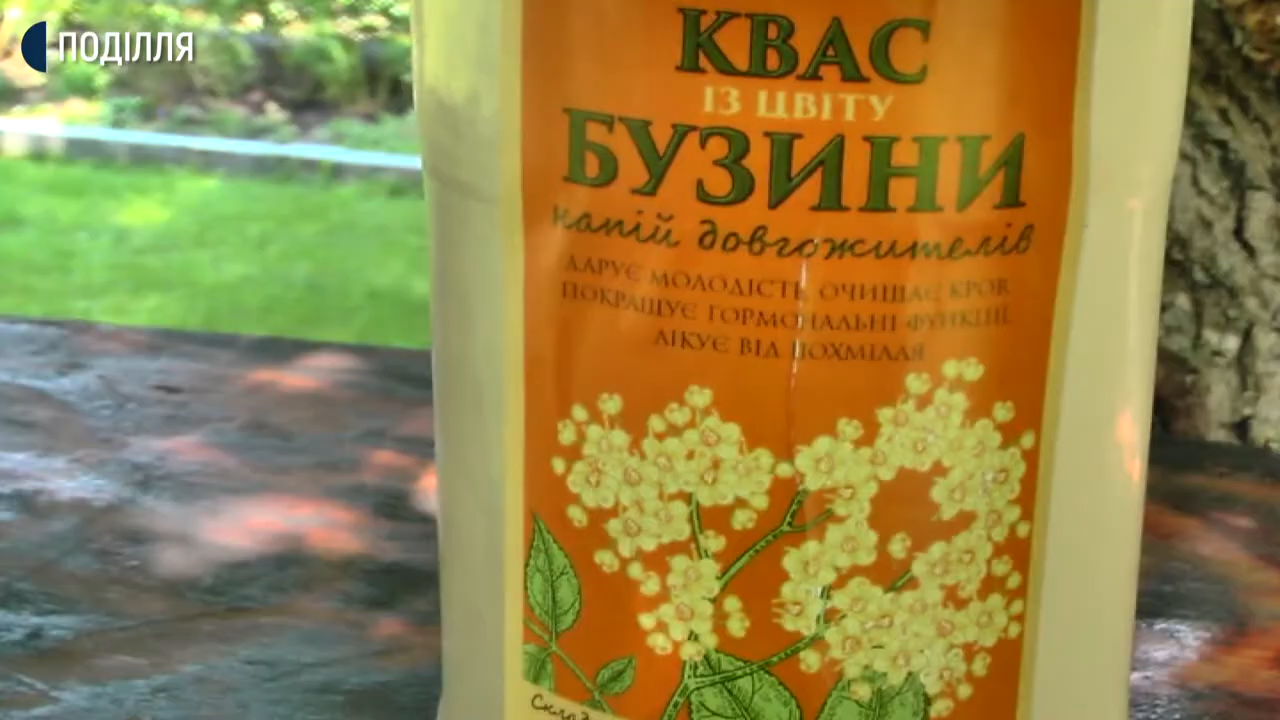 ПОДІЛЛЯ
КВАС
ІЗ ЦВІТУ
БУЗИНИ
напій довгожителів
ДАРУЄ МОЛОДІСТЬ, ОЧИЩАЄ КРОВ
ПОКРАЩУЄ ГОРМОНАЛЬНІ ФУНКЦІЇ,
ЛІКУЄ ВІД ПОХМІЛЛЯ